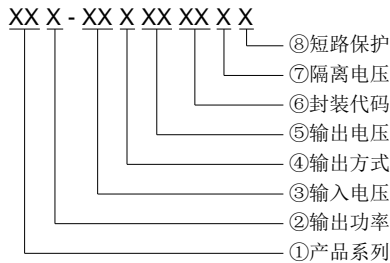 XX X - XX X XX XX X X
⑧短路保护
⑦隔离电压
⑥封装代码
⑤输出电压
④输出方式
③输入电压
②输出功率
①产品系列